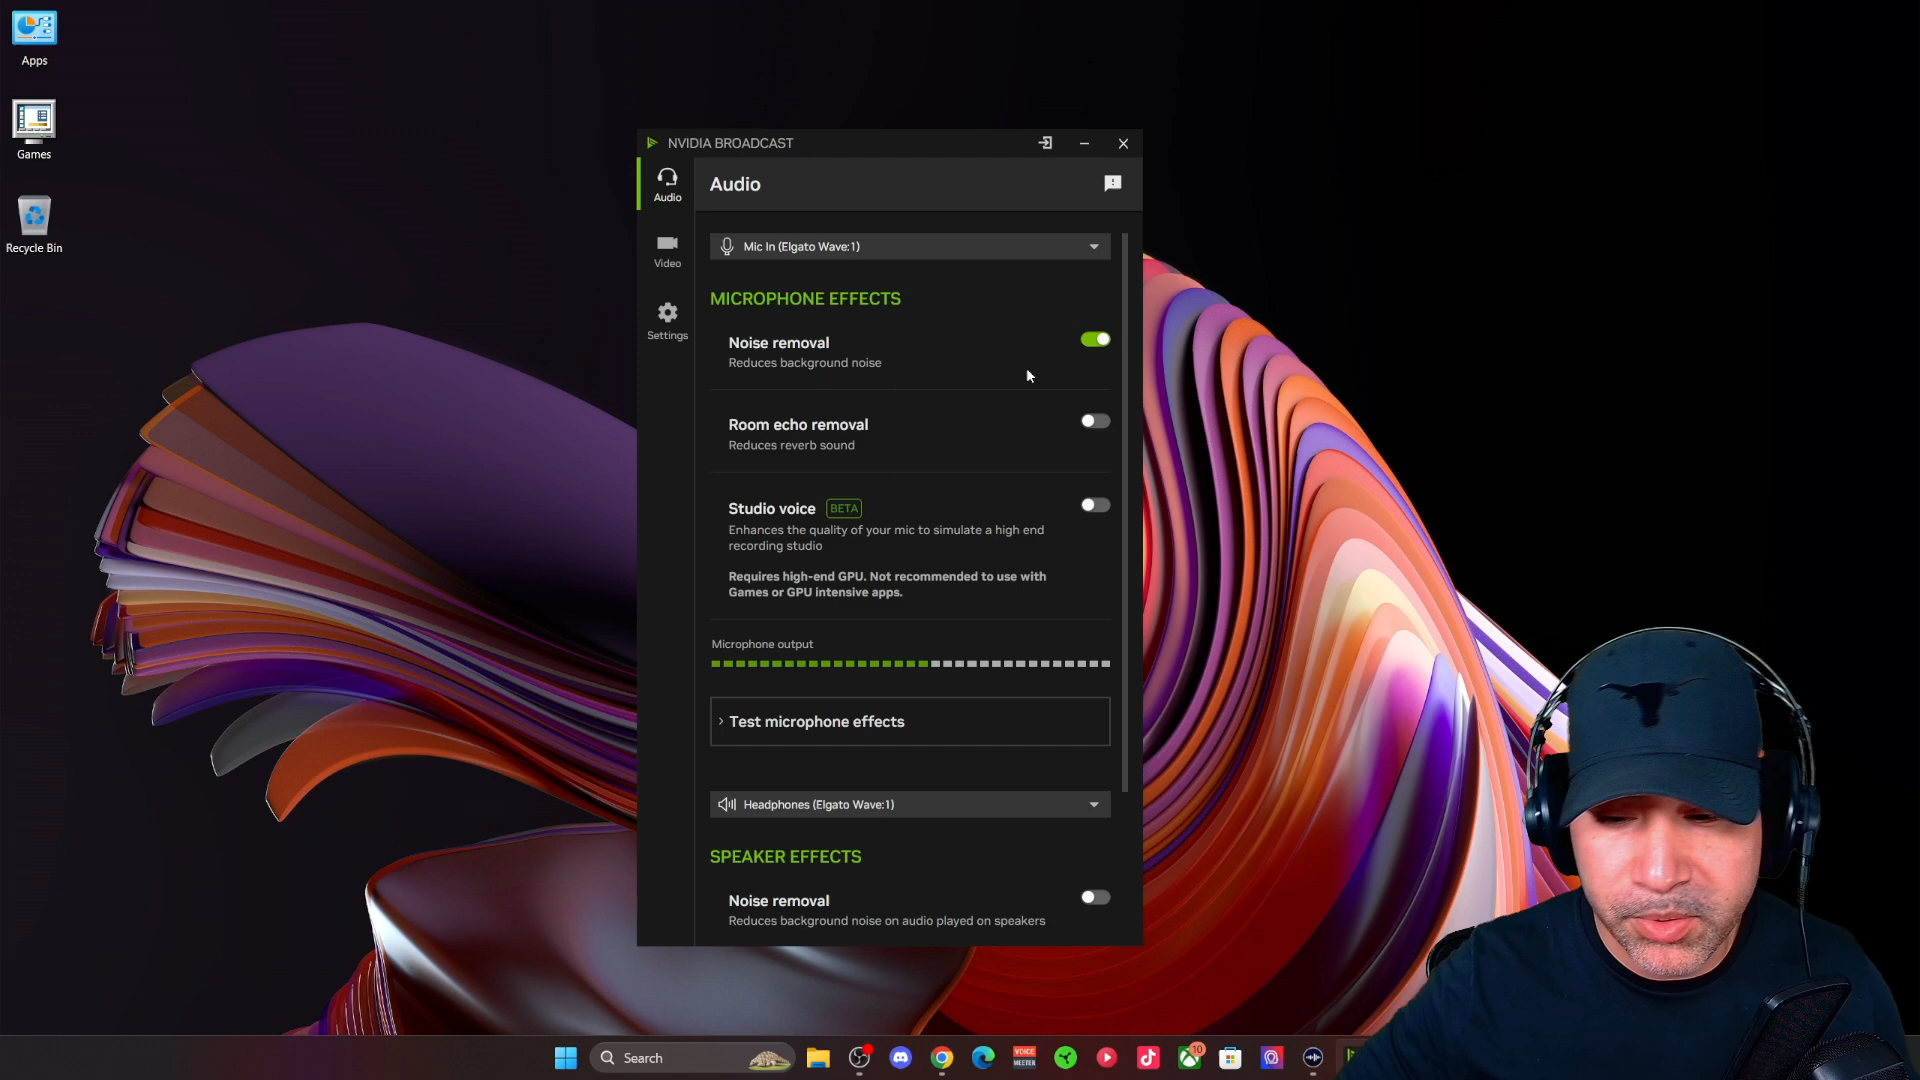 Apps
Games
Recycle Bin
NVIDIA BROADCAST
Audio
Video
Settings
Audio
Mic In (Elgato Wave:1)
MICROPHONE EFFECTS
Noise removal
Reduces background noise
Room echo removal
Reduces reverb sound
Studio voice BETA
Enhances the quality of your mic to simulate a high end
recording studio
Requires high-end GPU. Not recommended to use with
Games or GPU intensive apps.
Microphone output
Test microphone effects
Headphones (Elgato Wave:1)
SPEAKER EFFECTS
Noise removal
Reduces background noise on audio played on speakers
Search
VOICE
MEETER
10